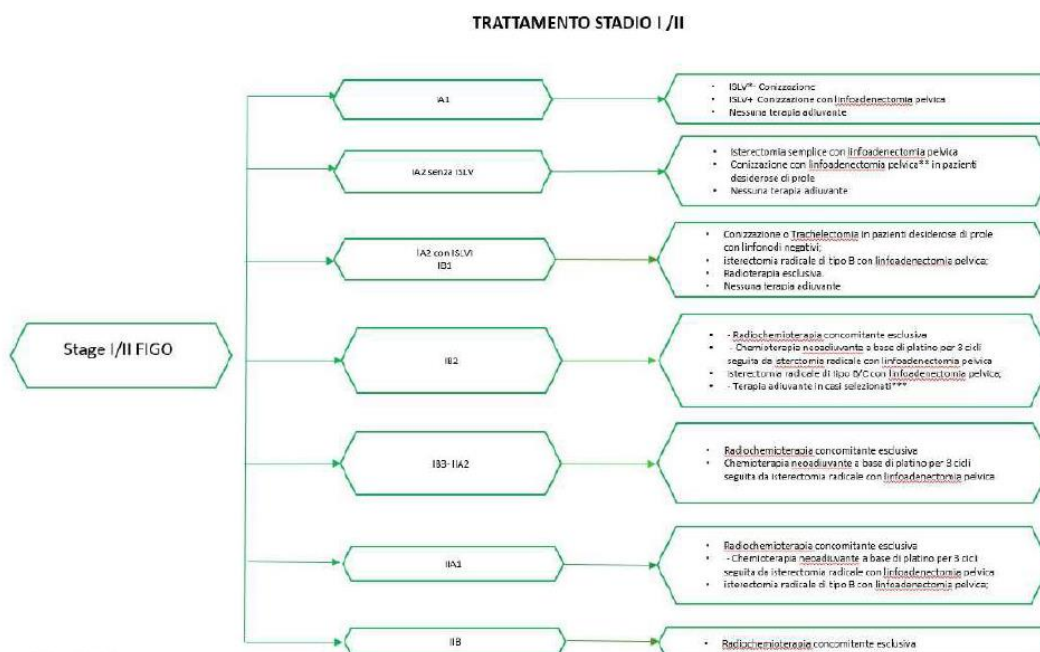 TRATTAMENTO STADIO I /II
Stage I/II FIGO
IA1
• ISLV*- Conizzazione
• ISLV+ Conizzazione con linfoadenectomia pelvica
• Nessuna terapia adiuvante
IA2 senza ISLV
• Isterectomia semplice con linfoadenectomia pelvica
• Conizzazione con linfoadenectomia pelvica** in pazienti
desiderose di prole
• Nessuna terapia adiuvante
IA2 con ISLVI
IB1
• Conizzazione o Trachelectomia in pazienti desiderose di prole
con linfonodi negativi;
• isterectomia radicale di tipo B con linfoadenectomia pelvica;
• Radioterapia esclusiva.
• Nessuna terapia adiuvante
IB2
• - Radiochemioterapia concomitante esclusiva
• - Chemioterapia neoadiuvante a base di platino per 3 cicli
seguita da isterctomia radicale con linfoadenectomia pelvica
• Isterectomia radicale di tipo B/C con linfoadenectomia pelvica;
• - Terapia adiuvante in casi selezionati***
IB3- IIA2
• Radiochemioterapia concomitante esclusiva
• Chemioterapia neoadiuvante a base di platino per 3 cicli
seguita da isterectomia radicale con linfoadenectomia pelvica
IIA1
• Radiochemioterapia concomitante esclusiva
• - Chemioterapia neoadiuvante a base di platino per 3 cicli
seguita da isterectomia radicale con linfoadenectomia pelvica
• isterectomia radicale di tipo B con linfoadenectomia pelvica;
IIB
• Radiochemioterapia concomitante esclusiva